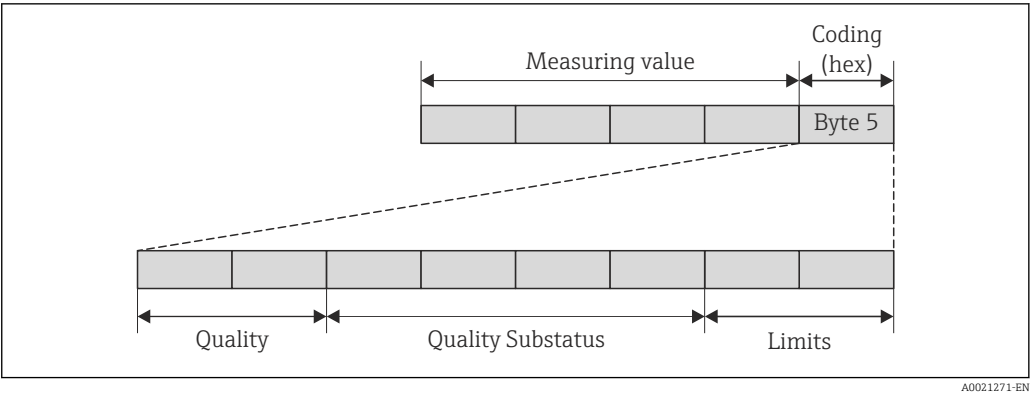 Coding
(hex)
Measuring value
Byte 5
Quality
Quality Substatus
Limits
A0021271-EN